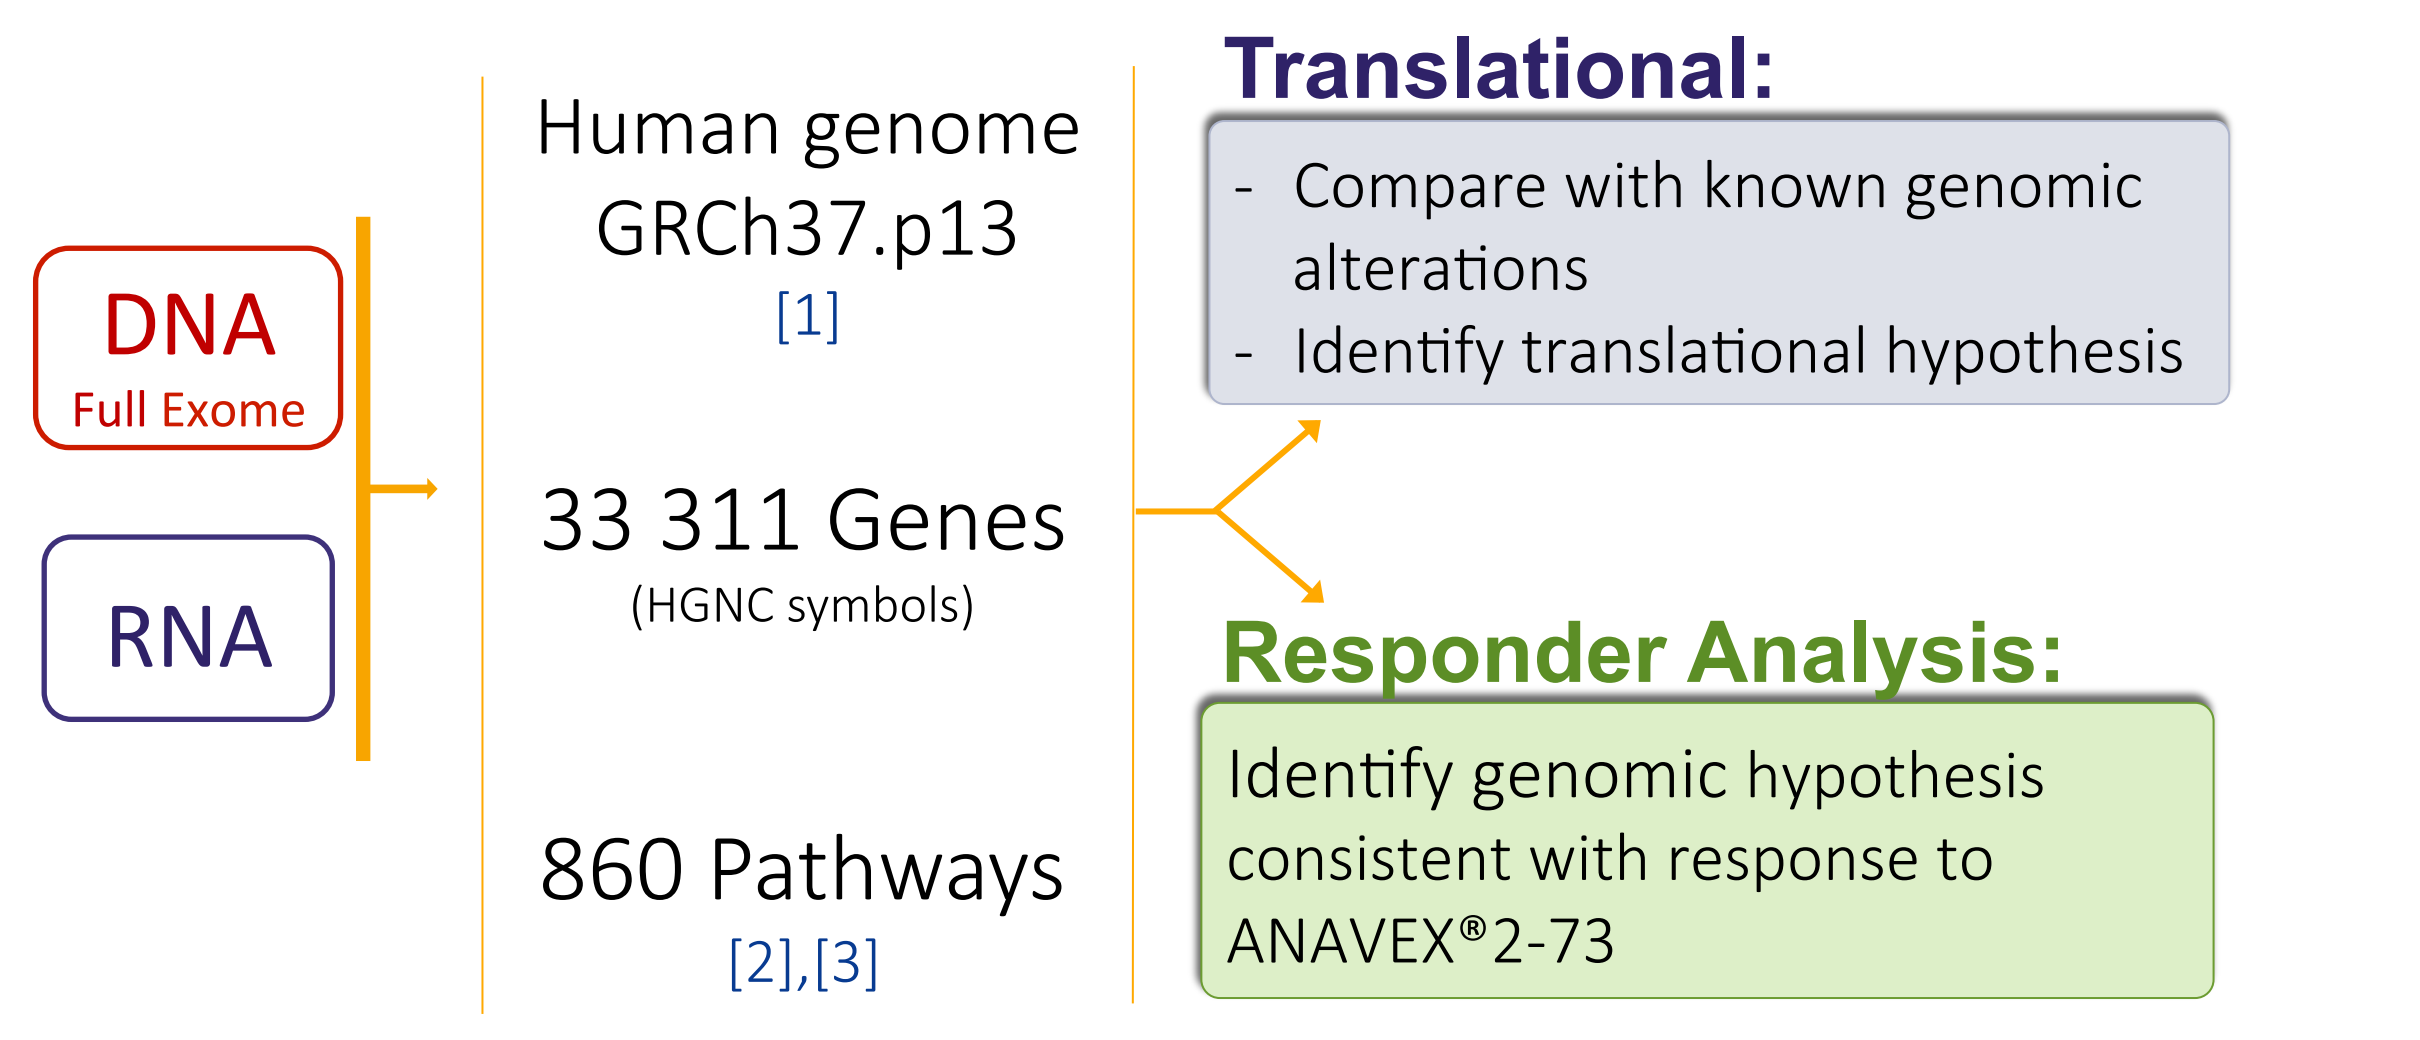 DNA
Full Exome
RNA
Human genome
GRCh37.p13
[1]
33 311 Genes
(HGNC symbols)
860 Pathways
[2],[3]
Translational:
- Compare with known genomic
alterations
- Identify translational hypothesis
Responder Analysis:
Identify genomic hypothesis
consistent with response to
ANAVEX®2-73